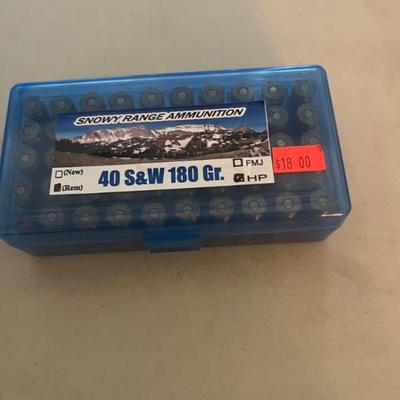 SNOWY RANGE AMMUNITION
(New)
(Rem)
40 S&W 180 Gr.
FMJ
HP
$18 00